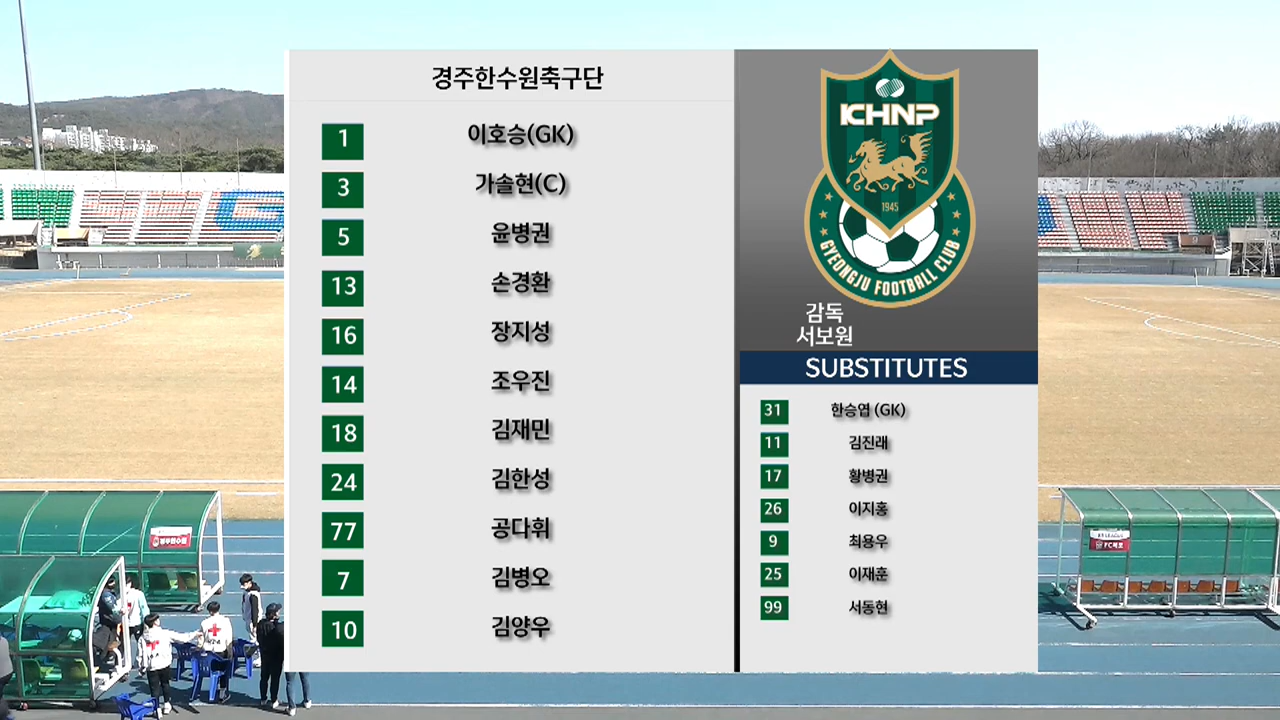 경주한수원축구단
1 이호승(GK)
3 가솔현(C)
5 윤병권
13 손경환
16 장지성
14 조우진
18 김재민
24 김한성
77 공다휘
7 김병오
10 김양우
KHNP
1945
GYEONGJU FOOTBALL CLUB
감독
서보원
SUBSTITUTES
31 한승엽 (GK)
11 김진래
17 황병권
26 이지홍
9 최용우
25 이재훈
99 서동현